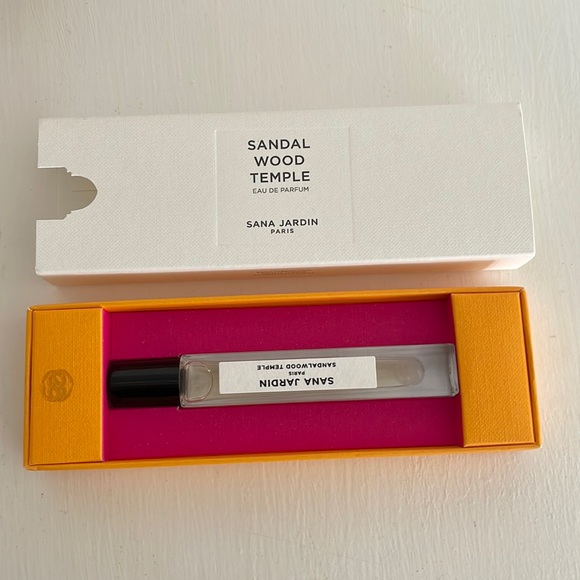 SANDAL
WOOD
TEMPLE
EAU DE PARFUM
SANA JARDIN
PARIS
SANA JARDIN
PARIS
SANDALWOOD TEMPLE